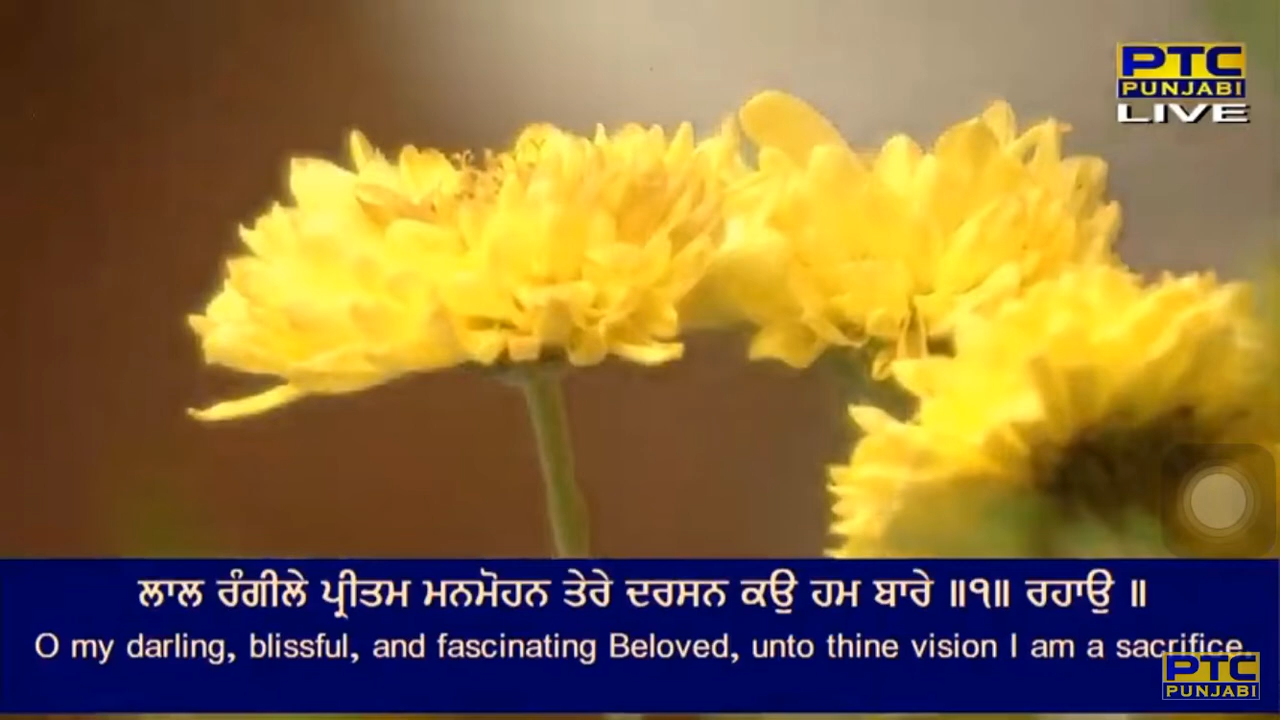 PTC
PUNJABI
LIVE
ਲਾਲ ਰੰਗੀਲੇ ਪ੍ਰੀਤਮ ਮਨਮੋਹਨ ਤੇਰੇ ਦਰਸਨ ਕਉ ਹਮ ਬਾਰੇ ॥੧॥ ਰਹਾਉ ॥
O my darling, blissful, and fascinating Beloved, unto thine vision I am a sacrifice.
PTC
PUNJABI